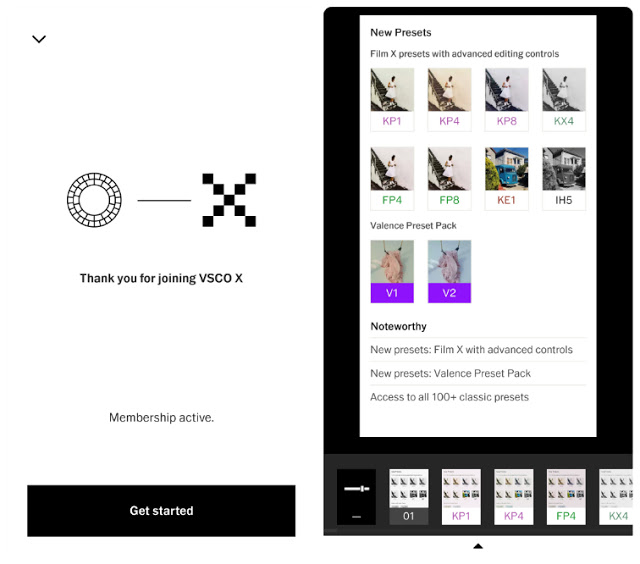 Thank you for joining VSCO X
Membership active.
Get started
New Presets
Film X presets with advanced editing controls
KP1 KP4 KP8 KX4
FP4 FP8 KE1 IH5
Valence Preset Pack
V1 V2
Noteworthy
New presets: Film X with advanced controls
New presets: Valence Preset Pack
Access to all 100+ classic presets
01 KP1 KP4 FP4 KX4